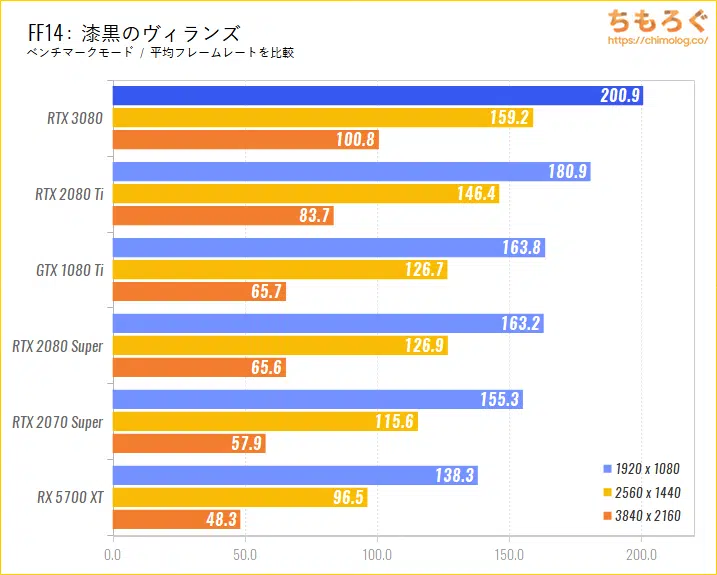 FF14：漆黒のヴィランズ
ベンチマークモード / 平均フレームレートを比較
ちもろぐ
https://chimolog.co/
RTX 3080
200.9
159.2
100.8
RTX 2080 Ti
180.9
146.4
83.7
GTX 1080 Ti
163.8
126.7
65.7
RTX 2080 Super
163.2
126.9
65.6
RTX 2070 Super
155.3
115.6
57.9
RX 5700 XT
138.3
96.5
48.3
1920 x 1080
2560 x 1440
3840 x 2160
0.0 50.0 100.0 150.0 200.0